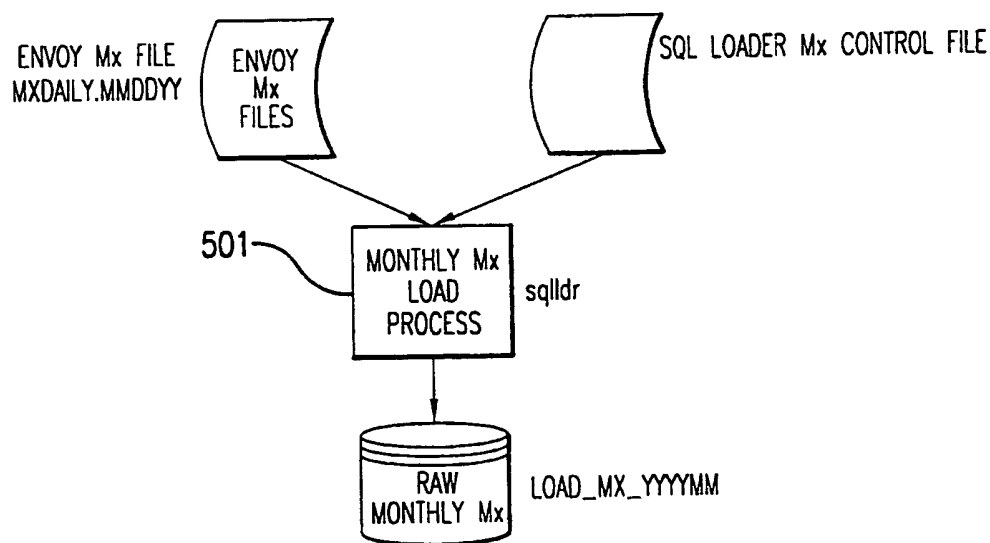 ENVOY Mx FILE
MXDAILY.MMDDYY
ENVOY
Mx
FILES
SQL LOADER Mx CONTROL FILE
501
MONTHLY Mx
LOAD
PROCESS
sqlldr
RAW
MONTHLY Mx
LOAD_MX_YYYYMM